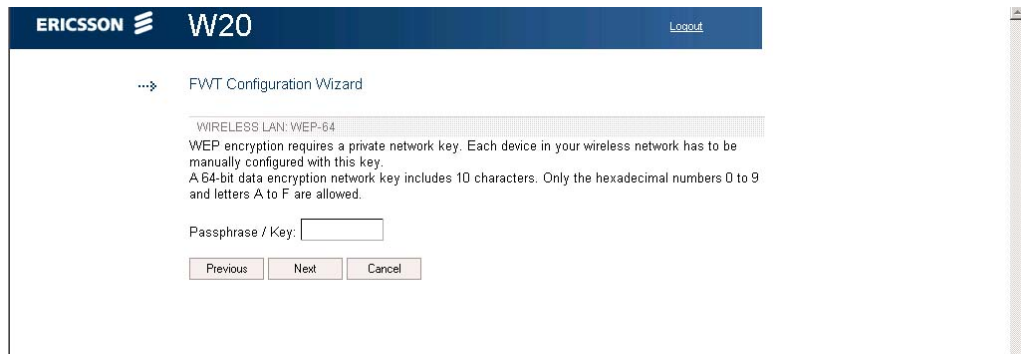 ERICSSON W20 Logout
FWT Configuration Wizard
WIRELESS LAN: WEP-64
WEP encryption requires a private network key. Each device in your wireless network has to be
manually configured with this key.
A 64-bit data encryption network key includes 10 characters. Only the hexadecimal numbers 0 to 9
and letters A to F are allowed.
Passphrase / Key:
Previous Next Cancel